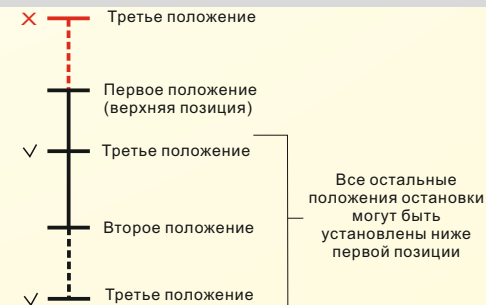 Третье положение
Первое положение
(верхняя позиция)
Третье положение
Второе положение
Третье положение
Все остальные
положения остановки
могут быть
установлены ниже
первой позиции